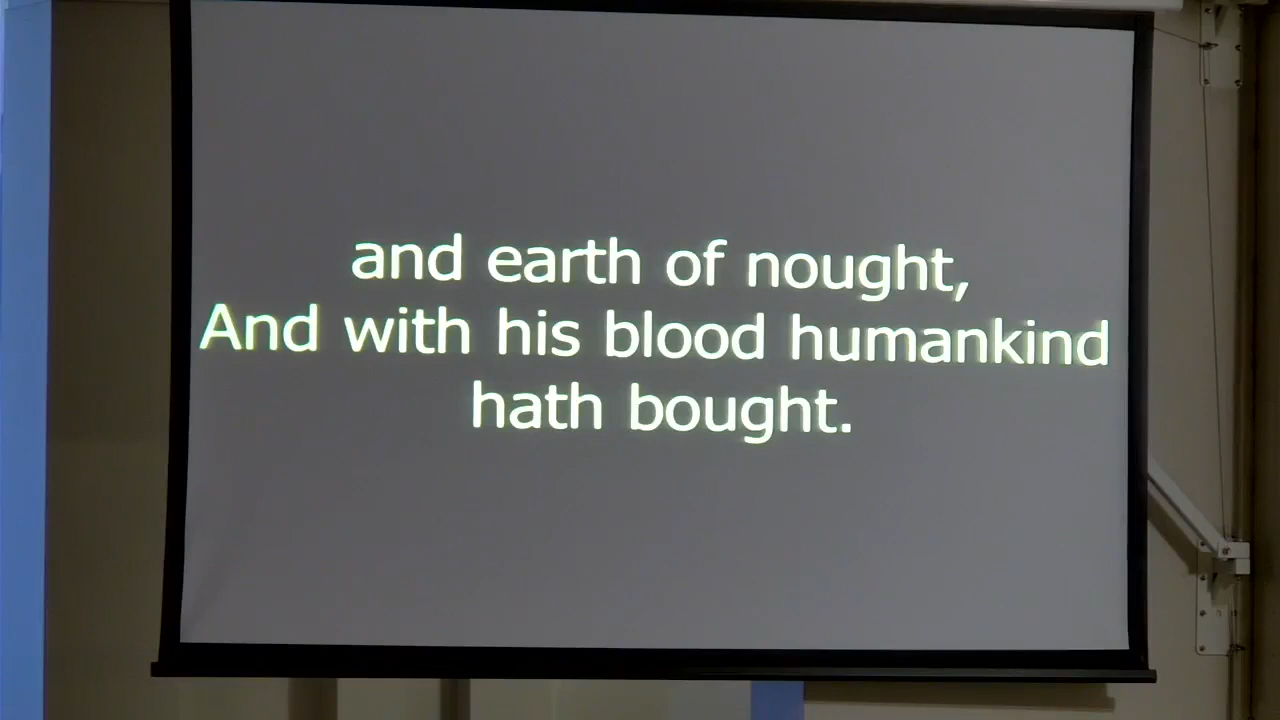 and earth of nought,
And with his blood humankind
hath bought.